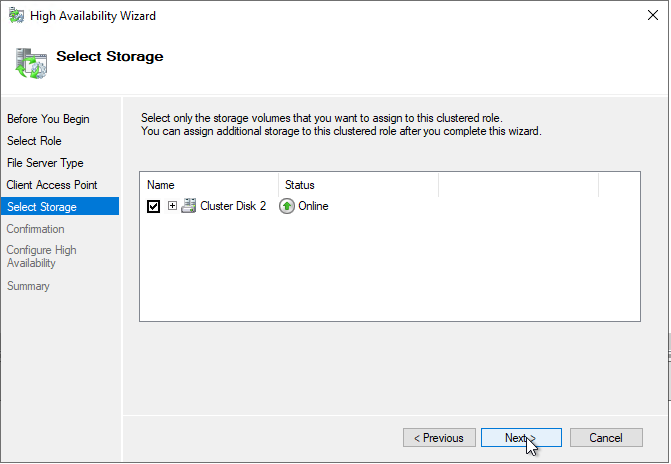 High Availability Wizard
Select Storage
Before You Begin
Select Role
File Server Type
Client Access Point
Select Storage
Confirmation
Configure High
Availability
Summary
Select only the storage volumes that you want to assign to this clustered role.
You can assign additional storage to this clustered role after you complete this wizard.
Name Status
Cluster Disk 2 Online
< Previous Next > Cancel